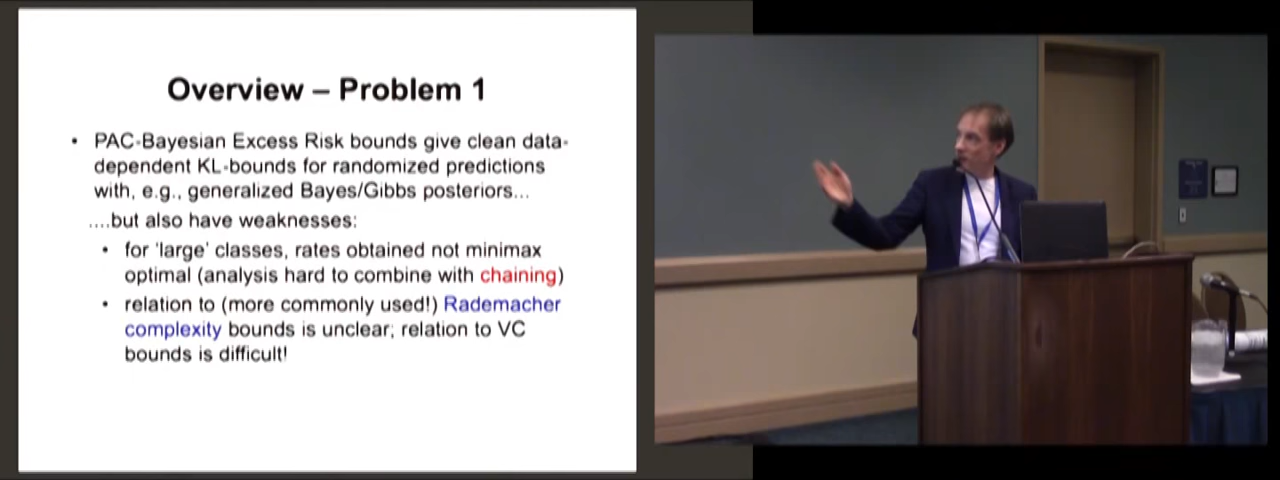 Overview – Problem 1
• PAC-Bayesian Excess Risk bounds give clean data-
dependent KL-bounds for randomized predictions
with, e.g., generalized Bayes/Gibbs posteriors...
....but also have weaknesses:
• for 'large' classes, rates obtained not minimax
optimal (analysis hard to combine with chaining)
• relation to (more commonly used!) Rademacher
complexity bounds is unclear; relation to VC
bounds is difficult!